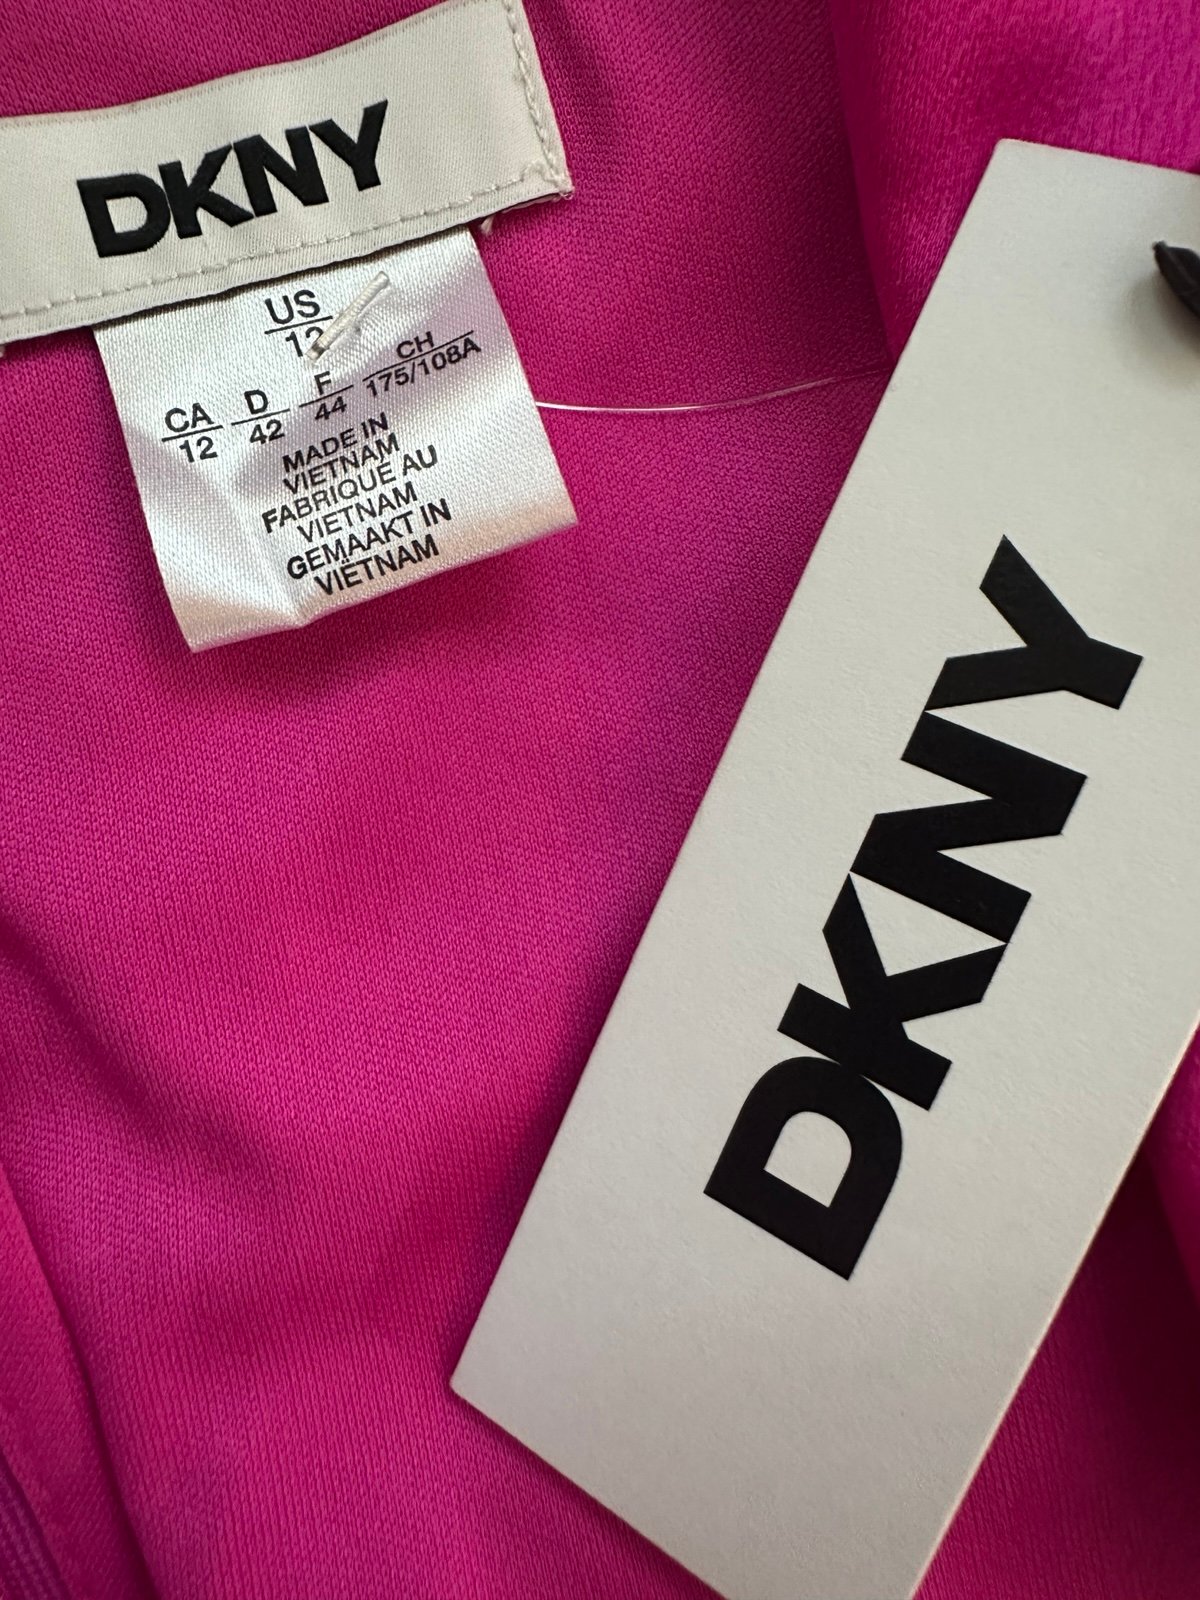 DKNY
US
12
CH
175/108A
F
44
D
42
CA
12
MADE IN
VIETNAM
FABRIQUÉ AU
VIETNAM
GEMAAKT IN
VIËTNAM
DKNY